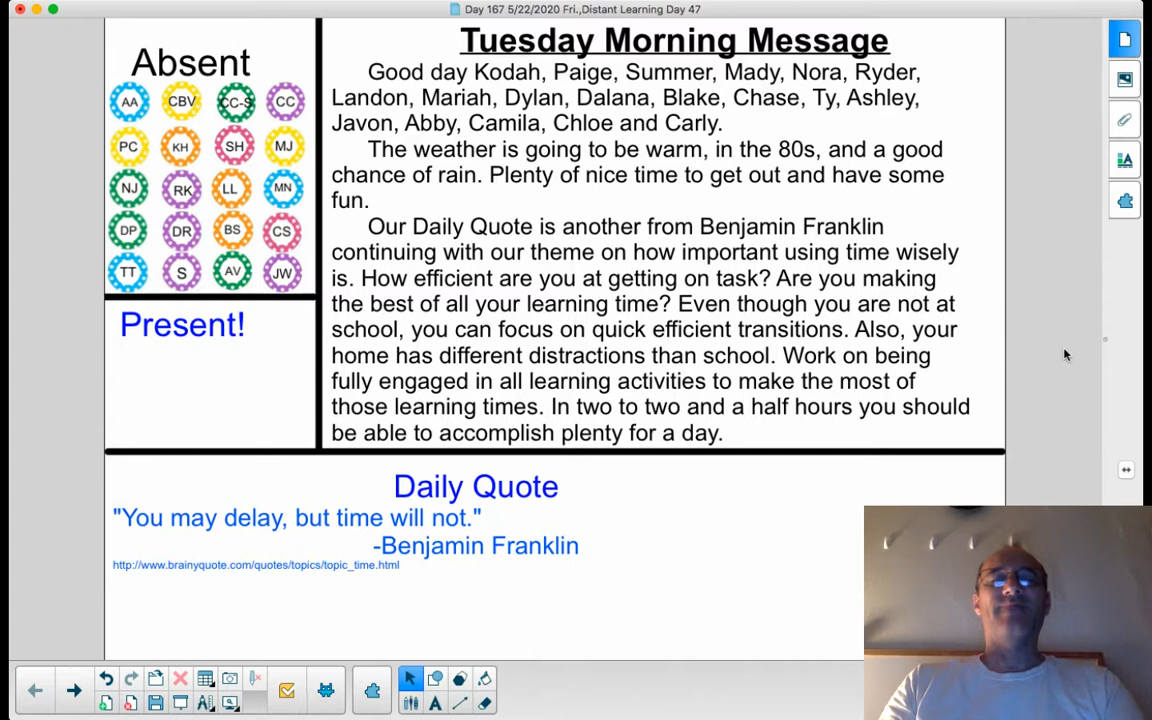 Day 167 5/22/2020 Fri.,Distant Learning Day 47
Absent
AA CBV CC-S CC
PC KH SH MJ
NJ RK LL MN
DP DR BS CS
TT S AV JW
Present!
Tuesday Morning Message
Good day Kodah, Paige, Summer, Mady, Nora, Ryder,
Landon, Mariah, Dylan, Dalana, Blake, Chase, Ty, Ashley,
Javon, Abby, Camila, Chloe and Carly.
The weather is going to be warm, in the 80s, and a good
chance of rain. Plenty of nice time to get out and have some
fun.
Our Daily Quote is another from Benjamin Franklin
continuing with our theme on how important using time wisely
is. How efficient are you at getting on task? Are you making
the best of all your learning time? Even though you are not at
school, you can focus on quick efficient transitions. Also, your
home has different distractions than school. Work on being
fully engaged in all learning activities to make the most of
those learning times. In two to two and a half hours you should
be able to accomplish plenty for a day.
Daily Quote
"You may delay, but time will not."
-Benjamin Franklin
http://www.brainyquote.com/quotes/topics/topic_time.html